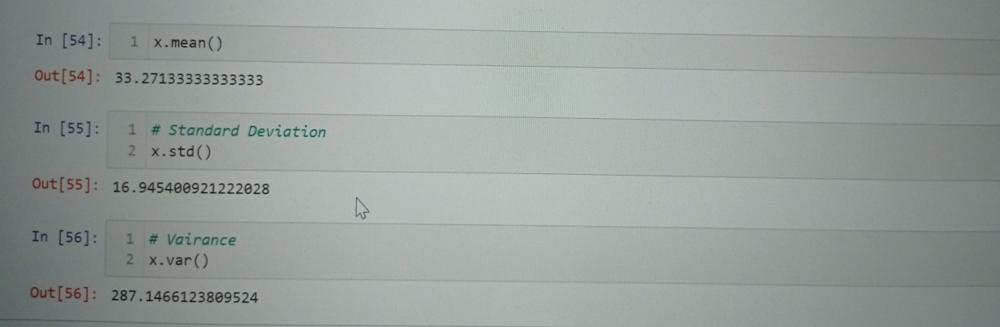 In [54]: 1 x.mean()
Out[54]: 33.27133333333333
In [55]: 1 # Standard Deviation
2 x.std()
Out[55]: 16.945400921222028
In [56]: 1 # Vairance
2 x.var()
Out[56]: 287.1466123809524